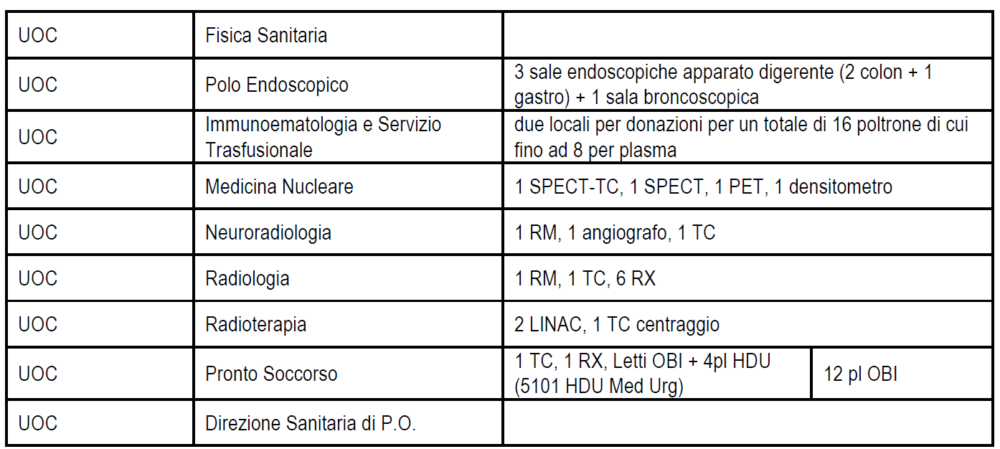 UOC Fisica Sanitaria
UOC Polo Endoscopico 3 sale endoscopiche apparato digerente (2 colon + 1
gastro) + 1 sala broncoscopica
UOC Immunoematologia e Servizio
Trasfusionale due locali per donazioni per un totale di 16 poltrone di cui
fino ad 8 per plasma
UOC Medicina Nucleare 1 SPECT-TC, 1 SPECT, 1 PET, 1 densitometro
UOC Neuroradiologia 1 RM, 1 angiografo, 1 TC
UOC Radiologia 1 RM, 1 TC, 6 RX
UOC Radioterapia 2 LINAC, 1 TC centraggio
UOC Pronto Soccorso 1 TC, 1 RX, Letti OBI + 4pl HDU
(5101 HDU Med Urg) 12 pl OBI
UOC Direzione Sanitaria di P.O.